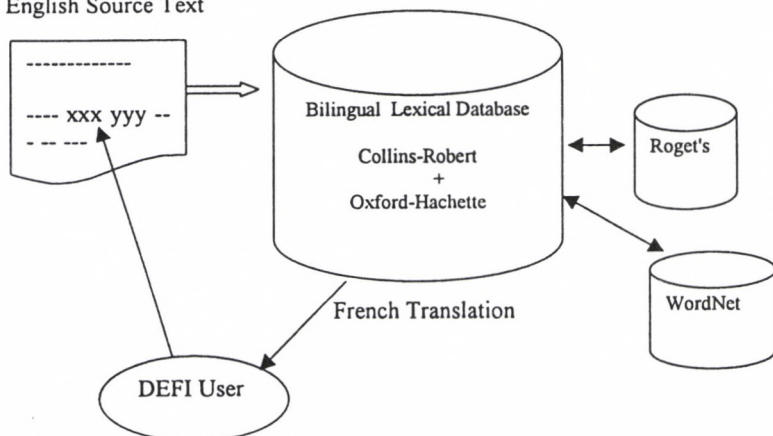 English Source Text
-------------
---- xxx yyy --
- -- ---
Bilingual Lexical Database
Collins-Robert
+
Oxford-Hachette
Roget's
WordNet
French Translation
DEFI User